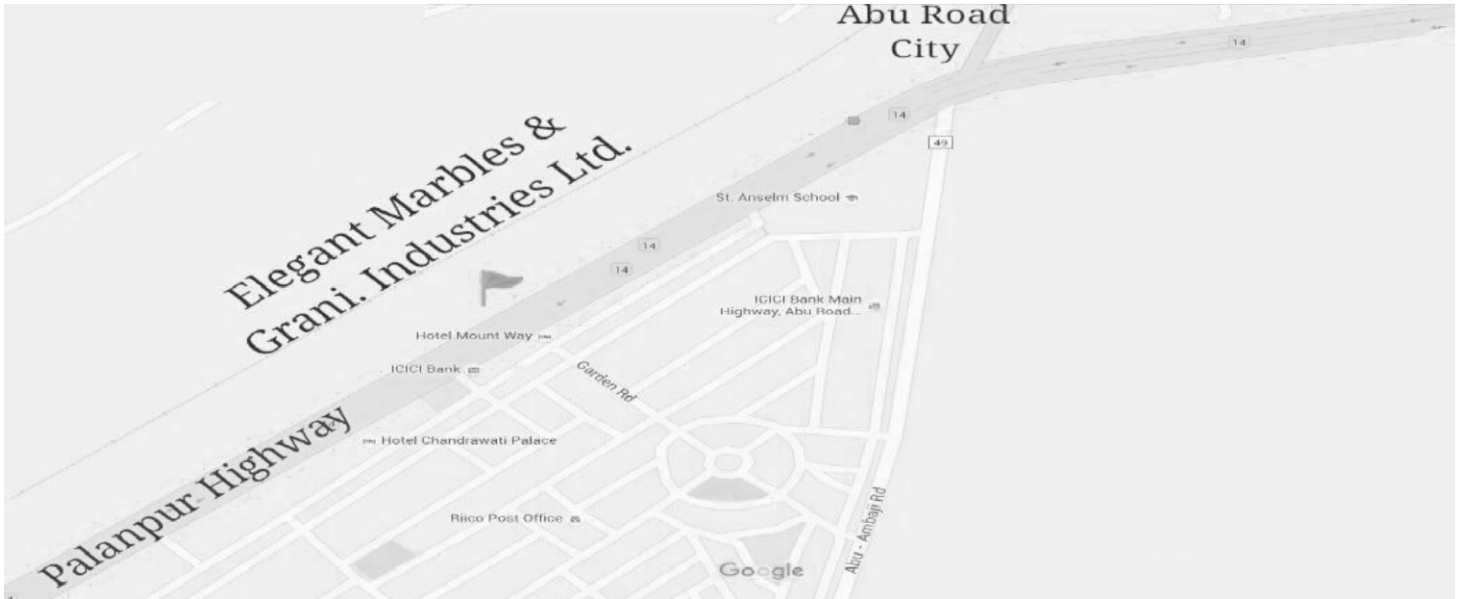 Abu Road
City
14
14
49
Elegant Marbles &
Grani. Industries Ltd.
St. Anselm School
14
14
ICICI Bank Main
Highway, Abu Road...
Hotel Mount Way
ICICI Bank
Garden Rd
Palanpur Highway
Hotel Chandrawati Palace
Riico Post Office
Abu - Ambaji Rd
Google